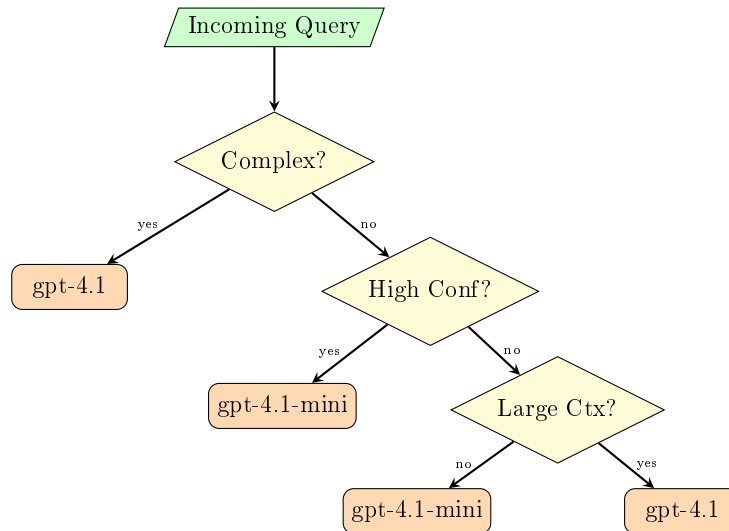 Incoming Query
Complex?
yes
no
gpt-4.1
High Conf?
yes
no
gpt-4.1-mini
Large Ctx?
no
yes
gpt-4.1-mini
gpt-4.1